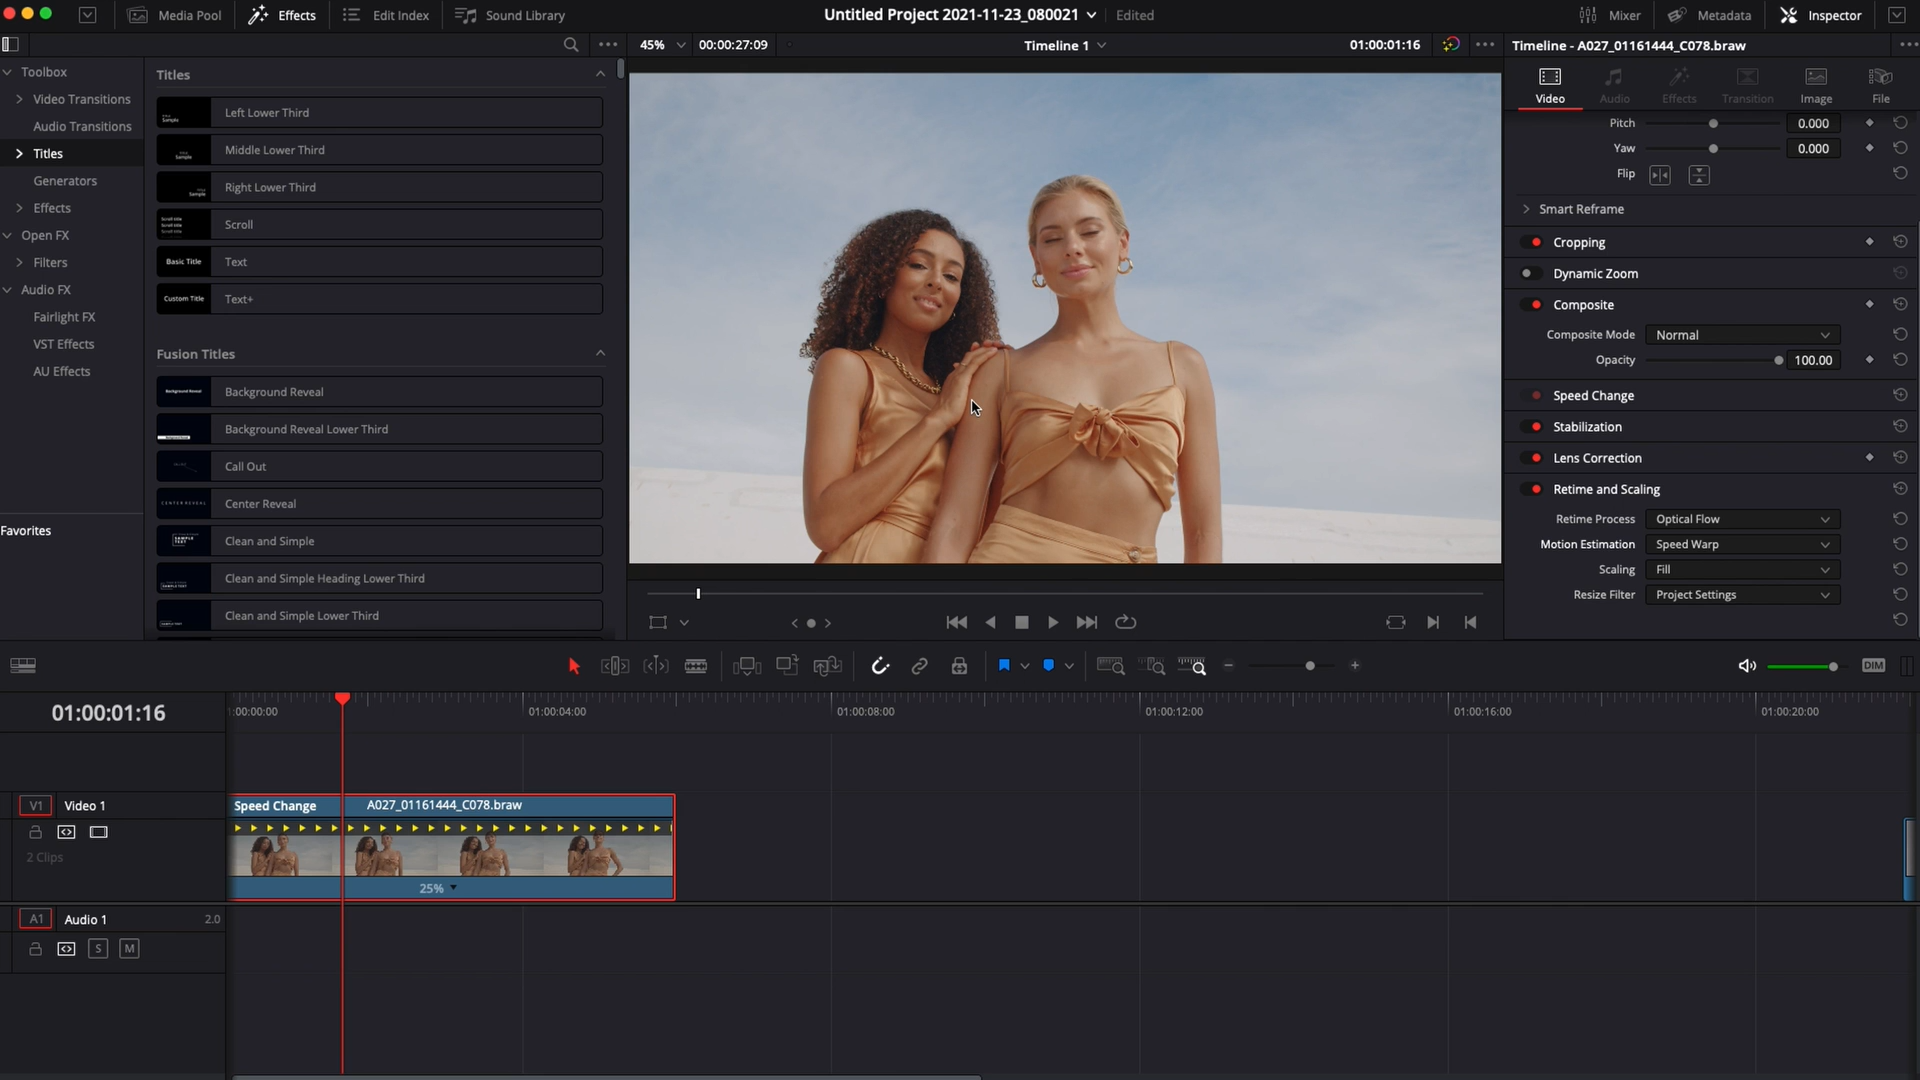 Media Pool
Effects
Edit Index
Sound Library
Untitled Project 2021-11-23_080021
Edited
Mixer
Metadata
Inspector
45%
00:00:27:09
Timeline 1
01:00:01:16
Timeline - A027_01161444_C078.braw
Toolbox
Video Transitions
Audio Transitions
Titles
Generators
Effects
Open FX
Filters
Audio FX
Fairlight FX
VST Effects
AU Effects
Favorites
Titles
Left Lower Third
Middle Lower Third
Right Lower Third
Scroll
Basic Title
Text
Custom Title
Text+
Fusion Titles
Background Reveal
Background Reveal Lower Third
Call Out
Center Reveal
Clean and Simple
Clean and Simple Heading Lower Third
Clean and Simple Lower Third
Video
Audio
Effects
Transition
Image
File
Pitch
0.000
Yaw
0.000
Flip
Smart Reframe
Cropping
Dynamic Zoom
Composite
Composite Mode
Normal
Opacity
100.00
Speed Change
Stabilization
Lens Correction
Retime and Scaling
Retime Process
Optical Flow
Motion Estimation
Speed Warp
Scaling
Fill
Resize Filter
Project Settings
DIM
01:00:01:16
:00:00:00
01:00:04:00
01:00:08:00
01:00:12:00
01:00:16:00
01:00:20:00
V1
Video 1
2 Clips
Speed Change
A027_01161444_C078.braw
25%
A1
Audio 1
2.0
S
M